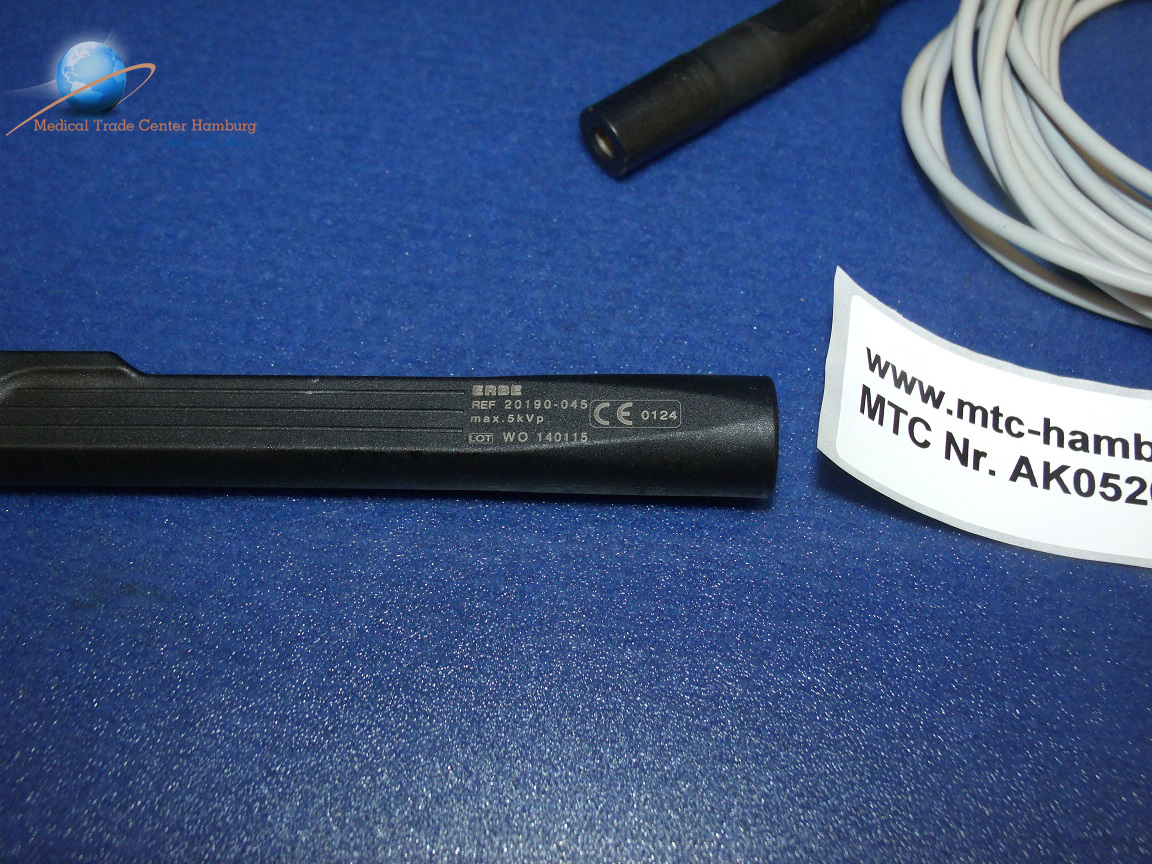 Medical Trade Center Hamburg
ERBE
REF 20190-045
max.5kVp
LOT WO 140115
CE 0124
www.mtc-hamb
MTC Nr. AK052